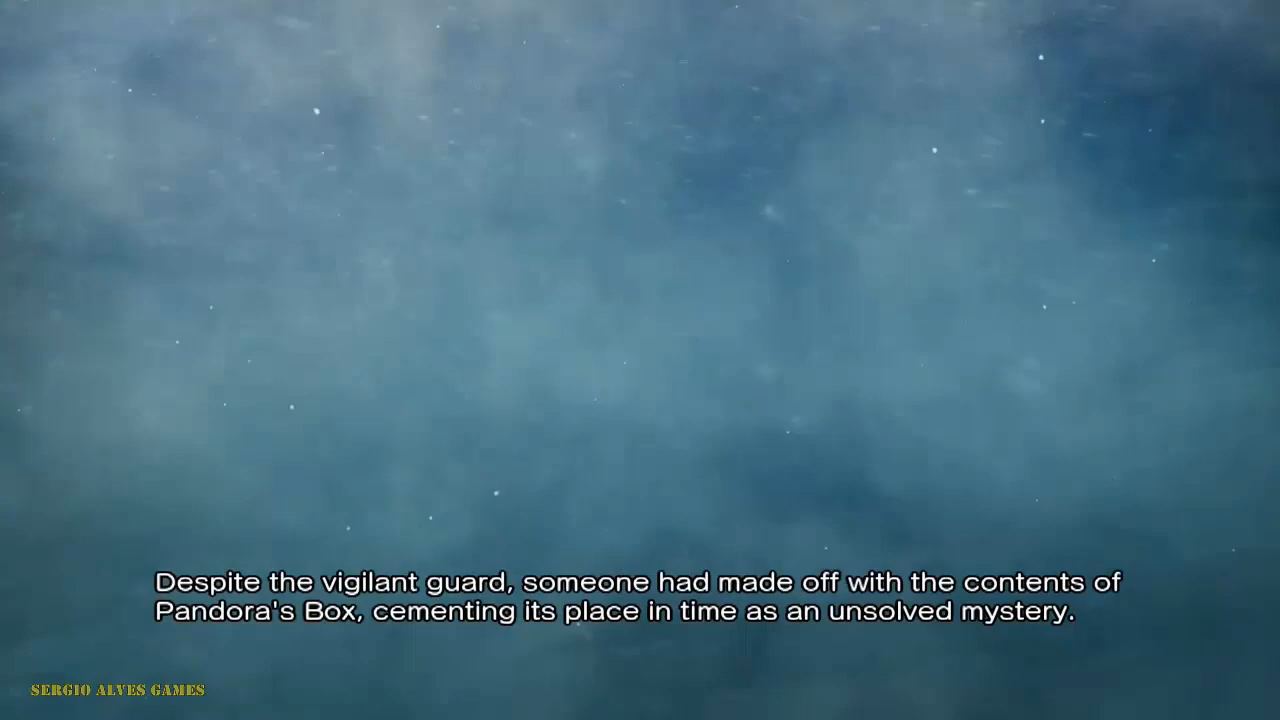 Despite the vigilant guard, someone had made off with the contents of
Pandora's Box, cementing its place in time as an unsolved mystery.
SERGIO ALVES GAMES